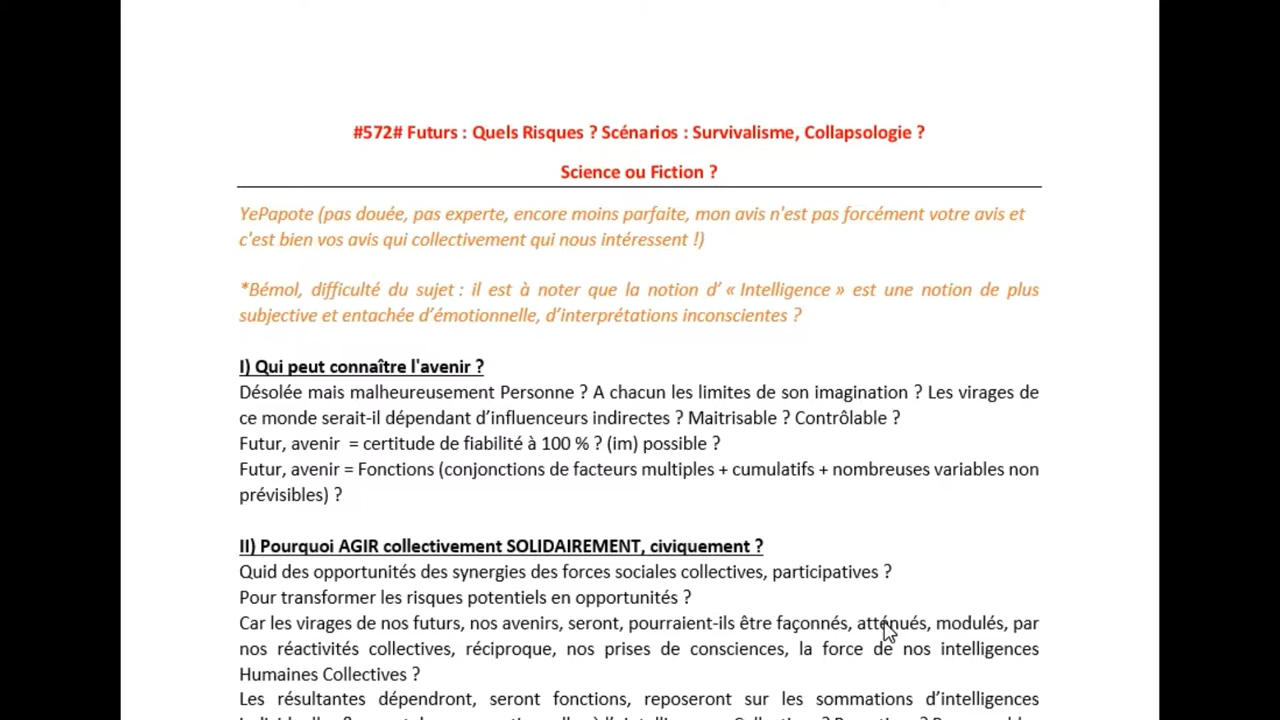 #572# Futurs : Quels Risques ? Scénarios : Survivalisme, Collapsologie ?
Science ou Fiction ?
YePapote (pas douée, pas experte, encore moins parfaite, mon avis n'est pas forcément votre avis et
c'est bien vos avis qui collectivement qui nous intéressent !)
*Bémol, difficulté du sujet : il est à noter que la notion d’ « Intelligence » est une notion de plus
subjective et entachée d’émotionnelle, d’interprétations inconscientes ?
I) Qui peut connaître l'avenir ?
Désolée mais malheureusement Personne ? A chacun les limites de son imagination ? Les virages de
ce monde serait-il dépendant d’influenceurs indirectes ? Maitrisable ? Contrôlable ?
Futur, avenir = certitude de fiabilité à 100 % ? (im) possible ?
Futur, avenir = Fonctions (conjonctions de facteurs multiples + cumulatifs + nombreuses variables non
prévisibles) ?
II) Pourquoi AGIR collectivement SOLIDAIREMENT, civiquement ?
Quid des opportunités des synergies des forces sociales collectives, participatives ?
Pour transformer les risques potentiels en opportunités ?
Car les virages de nos futurs, nos avenirs, seront, pourraient-ils être façonnés, atténués, modulés, par
nos réactivités collectives, réciproque, nos prises de consciences, la force de nos intelligences
Humaines Collectives ?
Les résultantes dépendront, seront fonctions, reposeront sur les sommations d’intelligences